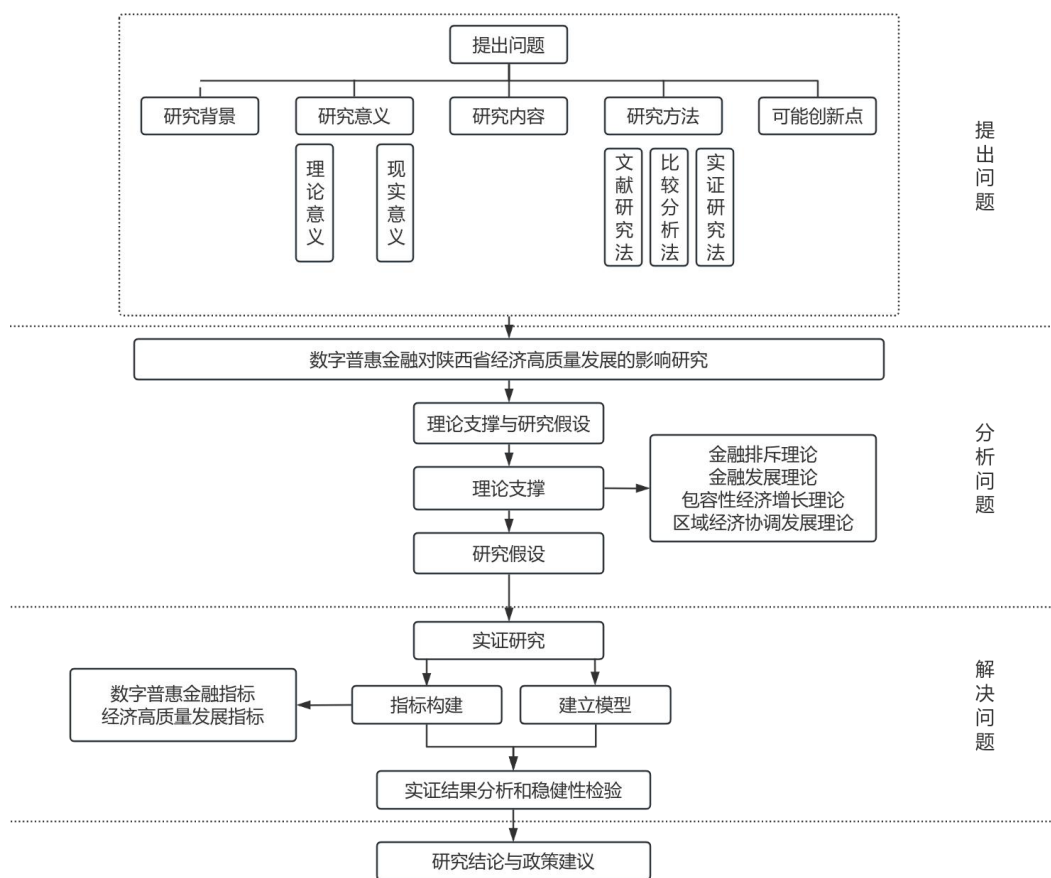 提出问题
研究背景
研究意义
研究内容
研究方法
可能创新点
理论意义
现实意义
文献研究法
比较分析法
实证研究法
提出问题
数字普惠金融对陕西省经济高质量发展的影响研究
理论支撑与研究假设
理论支撑
金融排斥理论
金融发展理论
包容性经济增长理论
区域经济协调发展理论
研究假设
分析问题
实证研究
指标构建
建立模型
数字普惠金融指标
经济高质量发展指标
实证结果分析和稳健性检验
解决问题
研究结论与政策建议